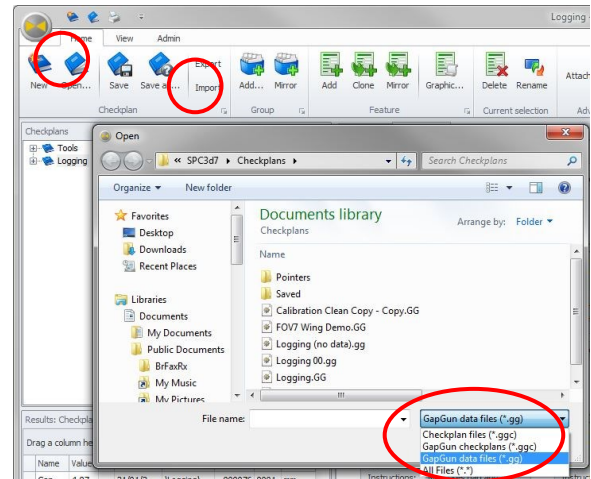 Logging -
Home View Admin
New Open... Save Save as... Export
Import
Add... Mirror Add Clone Mirror Graphic... Delete Rename Attach
Checkplan Group Feature Current selection Adv
Checkplans
Tools
Logging
Open
« SPC3d7 Checkplans Search Checkplans
Organize New folder
Favorites
Desktop
Downloads
Recent Places
Libraries
Documents
My Documents
Public Documents
BrFaxRx
My Music
My Pictures
Documents library
Checkplans
Arrange by: Folder
Name
Pointers
Saved
Calibration Clean Copy - Copy.GG
FOV7 Wing Demo.GG
Logging (no data).gg
Logging 00.gg
Logging.GG
File name: GapGun data files (*.gg)
Checkplan files (*.ggc)
GapGun checkplans (*.ggc)
GapGun data files (*.gg)
All Files (*.*)
Results: Checkpla
Drag a column he
Name Value